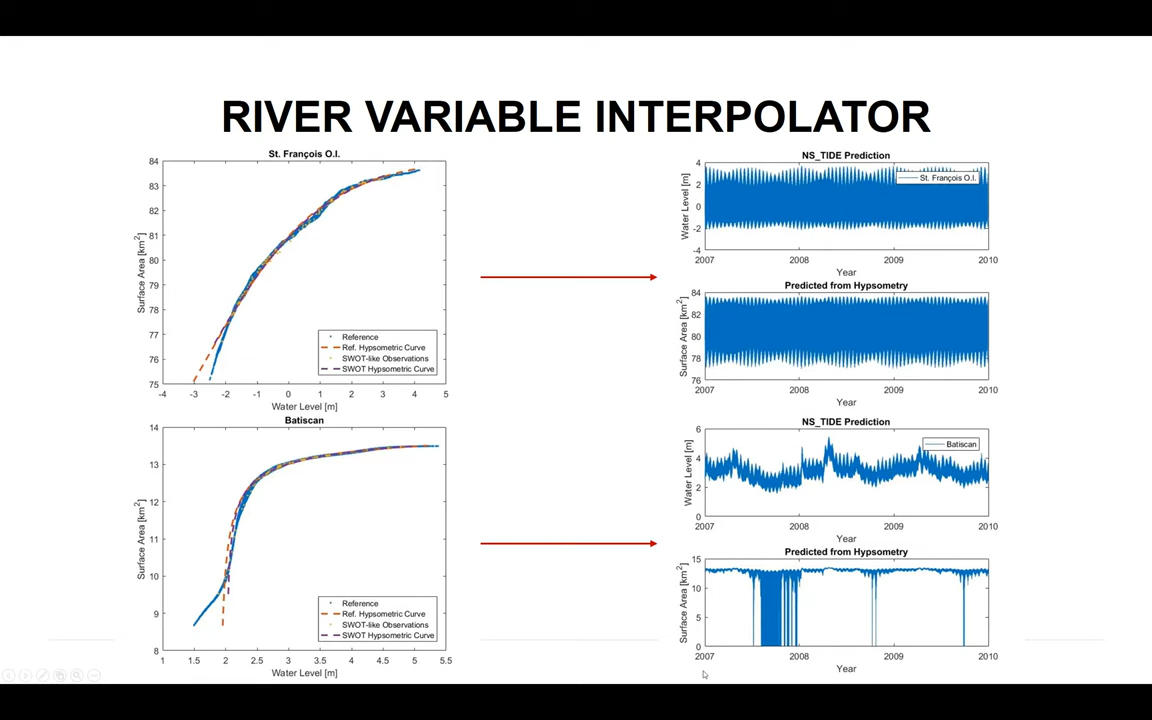 RIVER VARIABLE INTERPOLATOR
St. François O.I.
84
83
82
81
80
79
78
77
76
75
Surface Area [km2]
-4 -3 -2 -1 0 1 2 3 4 5
Water Level [m]
Reference
Ref. Hypsometric Curve
SWOT-like Observations
SWOT Hypsometric Curve
Batiscan
14
13
12
11
10
9
8
Surface Area [km2]
1 1.5 2 2.5 3 3.5 4 4.5 5 5.5
Water Level [m]
Reference
Ref. Hypsometric Curve
SWOT-like Observations
SWOT Hypsometric Curve
NS_TIDE Prediction
4
2
0
-2
-4
Water Level [m]
St. François O.I.
2007 2008 2009 2010
Year
Predicted from Hypsometry
84
82
80
78
76
Surface Area [km2]
2007 2008 2009 2010
Year
NS_TIDE Prediction
6
4
2
0
Water Level [m]
Batiscan
2007 2008 2009 2010
Year
Predicted from Hypsometry
15
10
5
0
Surface Area [km2]
2007 2008 2009 2010
Year